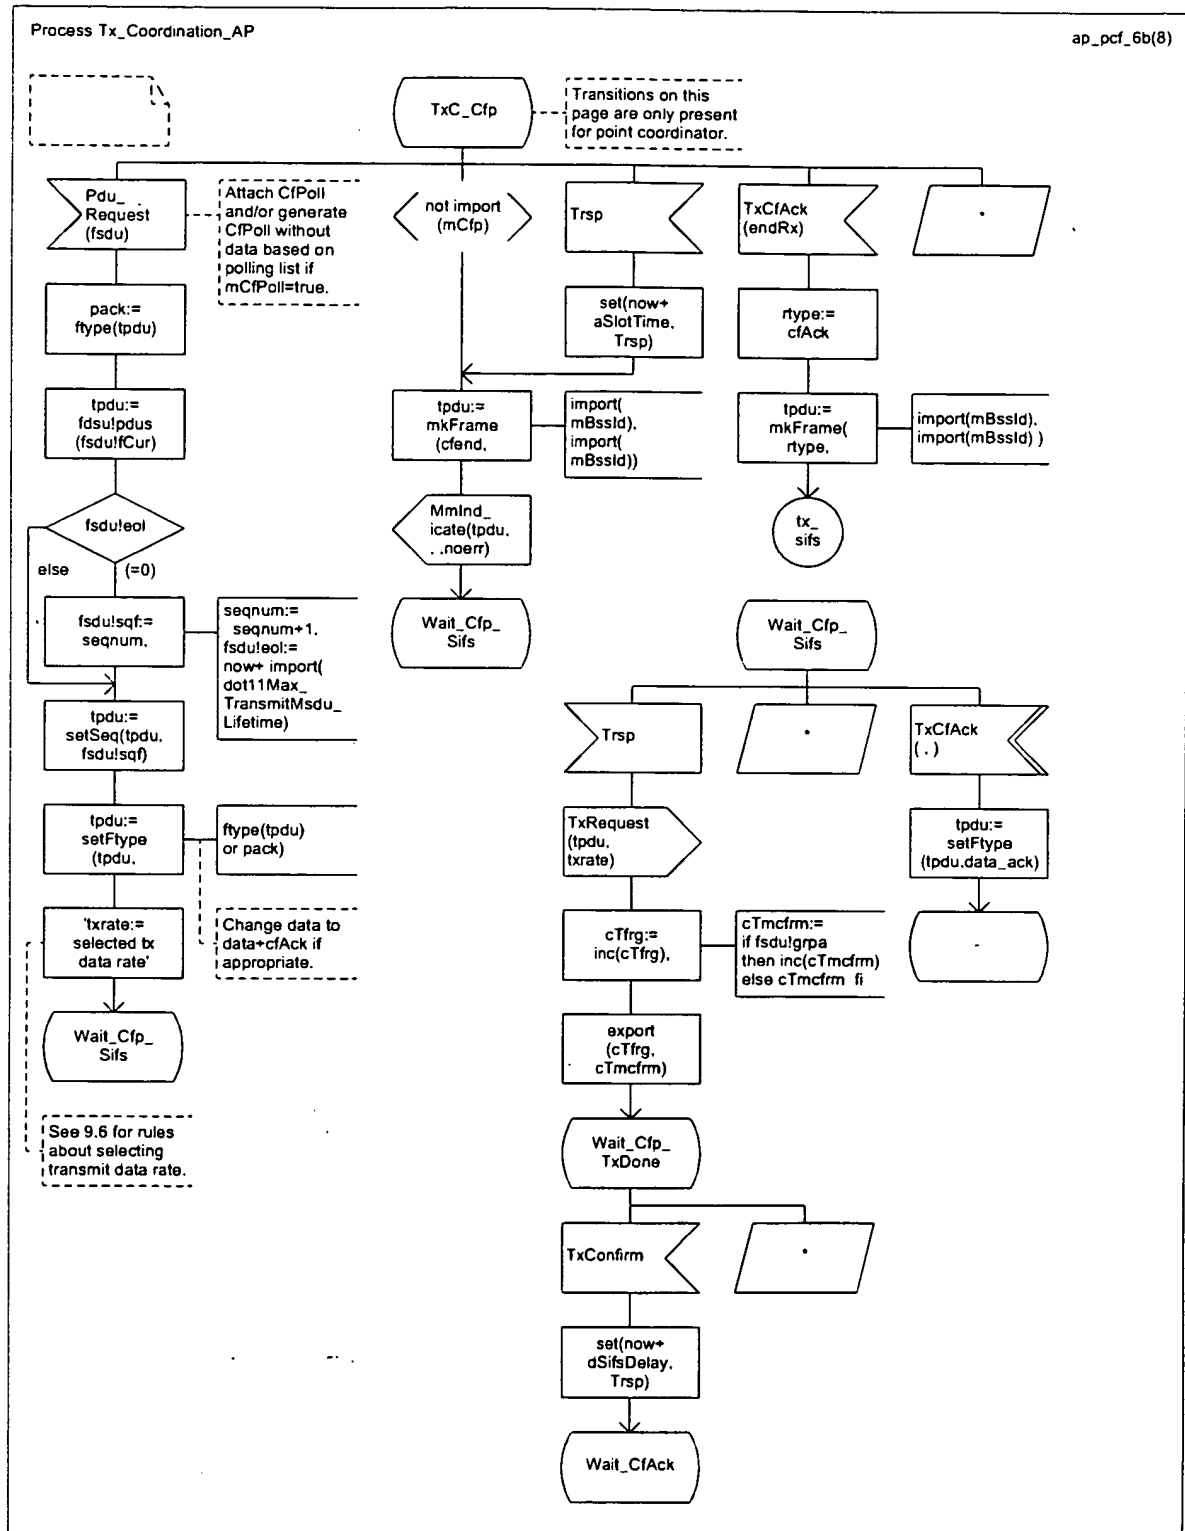 Process Tx_Coordination_AP
ap_pcf_6b(8)
TxC_Cfp
Transitions on this
page are only present
for point coordinator.
Pdu_
Request
(fsdu)
Attach CfPoll
and/or generate
CfPoll without
data based on
polling list if
mCfPoll=true.
not import
(mCfp)
Trsp
TxCfAck
(endRx)
*
pack:=
ftype(tpdu)
set(now+
aSlotTime,
Trsp)
rtype:=
cfAck
tpdu:=
fdsu!pdus
(fsdu!fCur)
tpdu:=
mkFrame
(cfend,
import(
mBssId),
import(
mBssId))
tpdu:=
mkFrame(
rtype,
import(mBssId),
import(mBssId) )
fsdu!eol
else
(=0)
MmInd_
icate(tpdu,
, ,noerr)
tx_
sifs
fsdu!sqf:=
seqnum,
seqnum:=
seqnum+1,
fsdu!eol:=
now+ import(
dot11Max_
TransmitMsdu_
Lifetime)
Wait_Cfp_
Sifs
Wait_Cfp_
Sifs
tpdu:=
setSeq(tpdu,
fsdu!sqf)
Trsp
*
TxCfAck
( , )
tpdu:=
setFtype
(tpdu,
ftype(tpdu)
or pack)
TxRequest
(tpdu,
txrate)
tpdu:=
setFtype
(tpdu,data_ack)
'txrate:=
selected tx
data rate'
Change data to
data+cfAck if
appropriate.
cTfrg:=
inc(cTfrg),
cTmcfrm:=
if fsdu!grpa
then inc(cTmcfrm)
else cTmcfrm fi
-
Wait_Cfp_
Sifs
export
(cTfrg,
cTmcfrm)
See 9.6 for rules
about selecting
transmit data rate.
Wait_Cfp_
TxDone
TxConfirm
*
set(now+
dSifsDelay,
Trsp)
Wait_CfAck